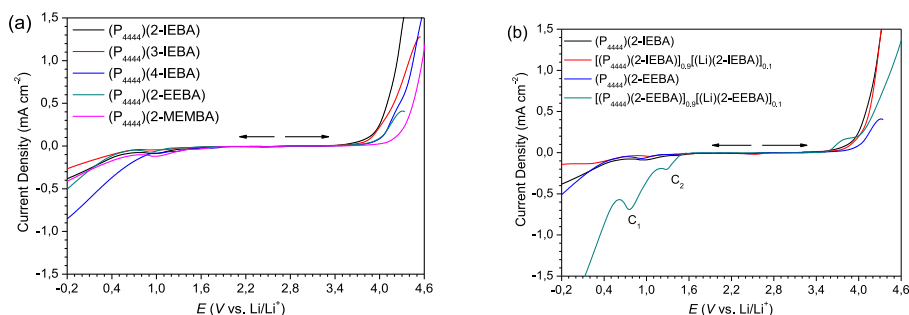 (a)
(P₄₄₄₄)(2-IEBA)
(P₄₄₄₄)(3-IEBA)
(P₄₄₄₄)(4-IEBA)
(P₄₄₄₄)(2-EEBA)
(P₄₄₄₄)(2-MEMBA)
1,5
1,0
0,5
0,0
-0,5
-1,0
-1,5
Current Density (mA cm⁻²)
-0,2 0,4 1,0 1,6 2,2 2,8 3,4 4,0 4,6
E (V vs. Li/Li⁺)
(b)
(P₄₄₄₄)(2-IEBA)
[(P₄₄₄₄)(2-IEBA)]₀.₉[(Li)(2-IEBA)]₀.₁
(P₄₄₄₄)(2-EEBA)
[(P₄₄₄₄)(2-EEBA)]₀.₉[(Li)(2-EEBA)]₀.₁
C₁
C₂
1,5
1,0
0,5
0,0
-0,5
-1,0
-1,5
Current Density (mA cm⁻²)
-0,2 0,4 1,0 1,6 2,2 2,8 3,4 4,0 4,6
E (V vs. Li/Li⁺)